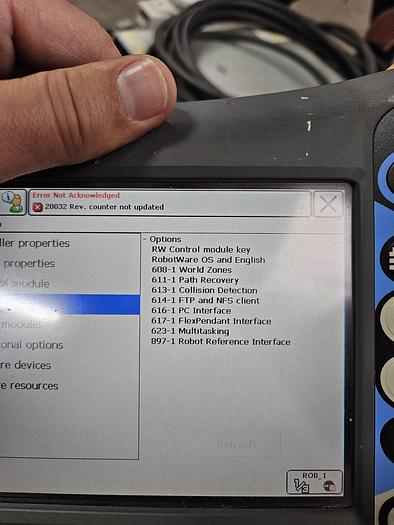 Error Not Acknowledged
20032 Rev. counter not updated
ller properties
properties
module
modules
onal options
re devices
re resources
- Options
RW Control module key
RobotWare OS and English
608-1 World Zones
611-1 Path Recovery
613-1 Collision Detection
614-1 FTP and NFS client
616-1 PC Interface
617-1 FlexPendant Interface
623-1 Multitasking
897-1 Robot Reference Interface
Refresh
ROB_1
1/3